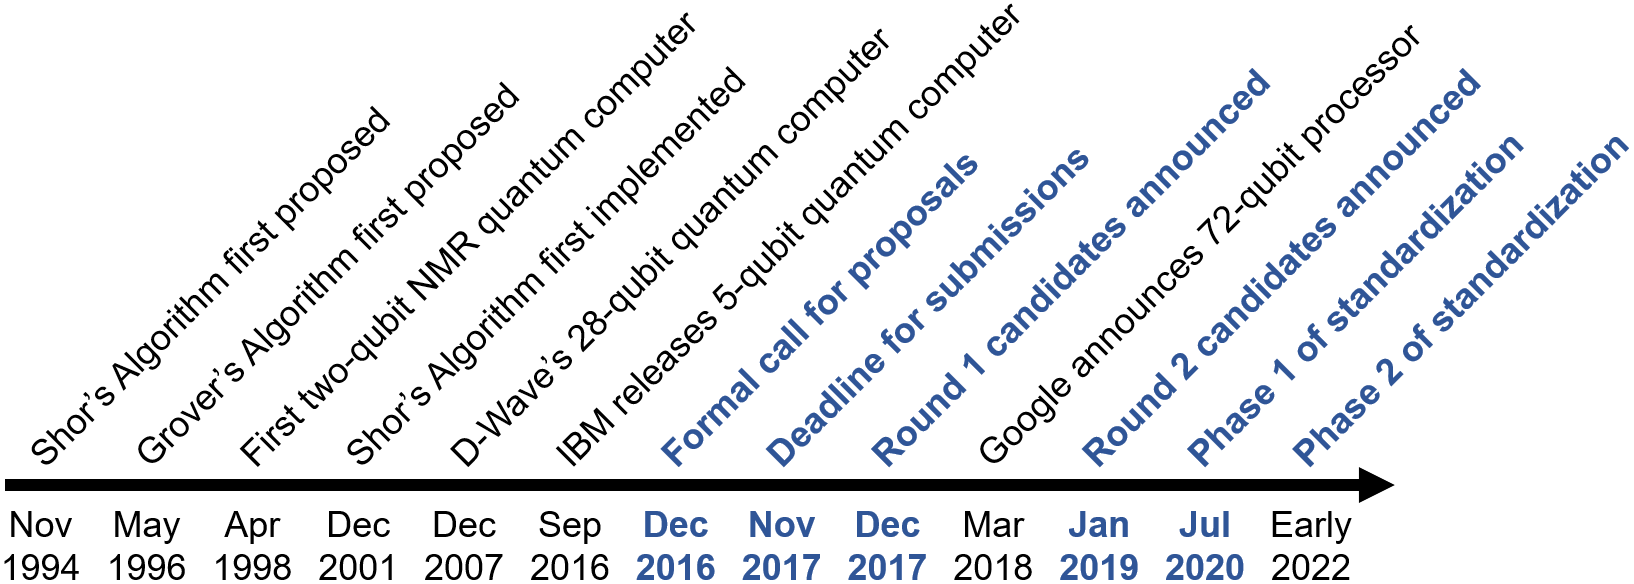 Shor's Algorithm first proposed
Grover's Algorithm first proposed
First two-qubit NMR quantum computer
Shor's Algorithm first implemented
D-Wave's 28-qubit quantum computer
IBM releases 5-qubit quantum computer
Formal call for proposals
Deadline for submissions
Round 1 candidates announced
Google announces 72-qubit processor
Round 2 candidates announced
Phase 1 of standardization
Phase 2 of standardization
Nov
1994
May
1996
Apr
1998
Dec
2001
Dec
2007
Sep
2016
Dec
2016
Nov
2017
Dec
2017
Mar
2018
Jan
2019
Jul
2020
Early
2022